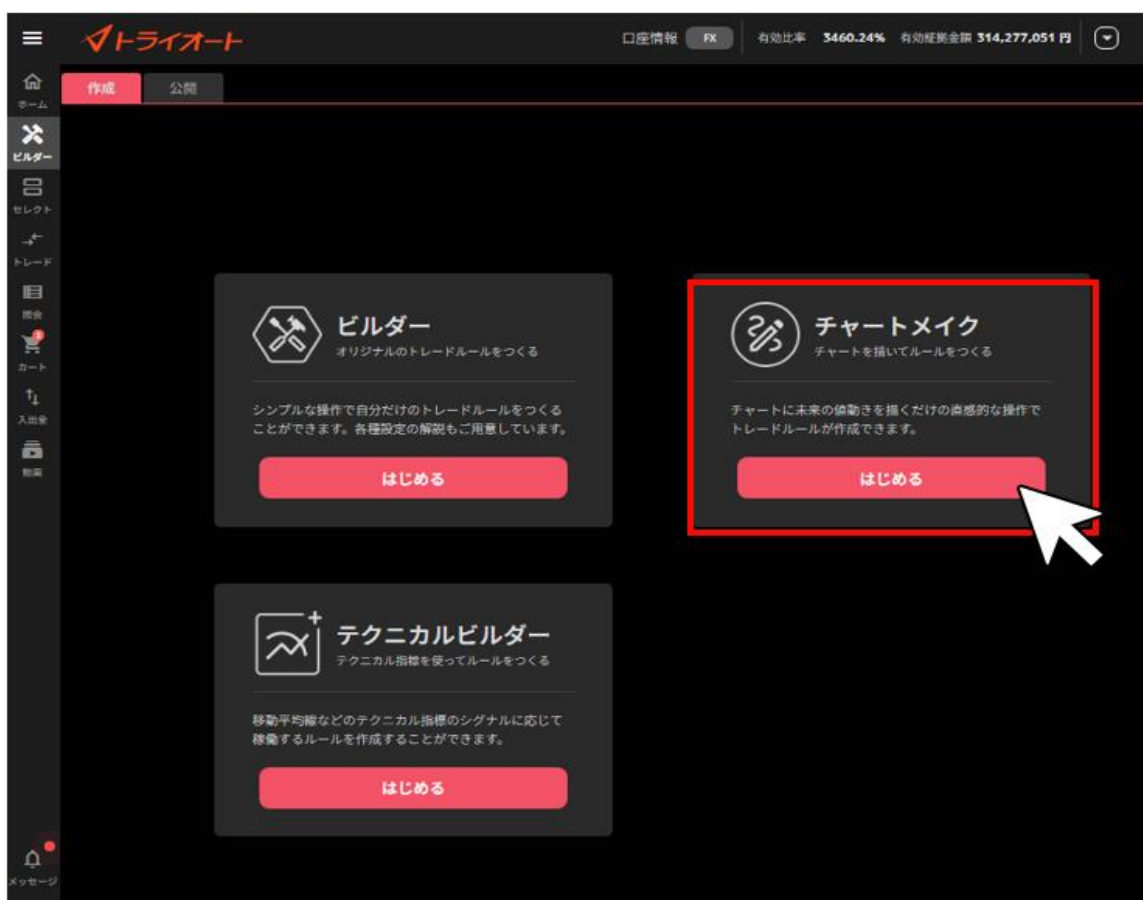 トライオート
口座情報 FX 有効比率 3460.24% 有効証拠金額 314,277,051 円
ホーム
作成 公開
ビルダー
セレクト
トレード
照会
カート
入出金
動画
ビルダー
オリジナルのトレードルールをつくる
シンプルな操作で自分だけのトレードルールをつくる
ことができます。各種設定の解説もご用意しています。
はじめる
チャートメイク
チャートを描いてルールをつくる
チャートに未来の値動きを描くだけの直感的な操作で
トレードルールが作成できます。
はじめる
テクニカルビルダー
テクニカル指標を使ってルールをつくる
移動平均線などのテクニカル指標のシグナルに応じて
稼働するルールを作成することができます。
はじめる
メッセージ